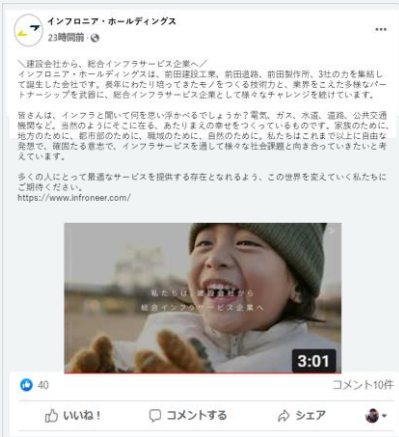 インフロニア・ホールディングス
23時間前・
＼建設会社から、総合インフラサービス企業へ／
インフロニア・ホールディングスは、前田建設工業、前田道路、前田製作所、3社の力を集結し
て誕生した会社です。長年にわたり培ってきたモノをつくる技術力と、業界をこえた多様なパー
トナーシップを武器に、総合インフラサービス企業として様々なチャレンジを続けています。
皆さんは、インフラと聞いて何を思い浮かべるでしょうか？電気、ガス、水道、道路、公共交通
機関など。当然のようにそこに在る、あたりまえの幸せをつくっているものです。家族のために、
地方のために、都市部のために、職域のために、自然のために。私たちはこれまで以上に自由な
発想で、確固たる意志で、インフラサービスを通して様々な社会課題と向き合っていきたいと考
えています。
多くの人にとって最適なサービスを提供する存在となれるよう、この世界を変えていく私たちに
ご期待ください。
https://www.infroneer.com/
私たちは、建設会社から
総合インフラサービス企業へ
3:01
40
コメント10件
いいね！
コメントする
シェア